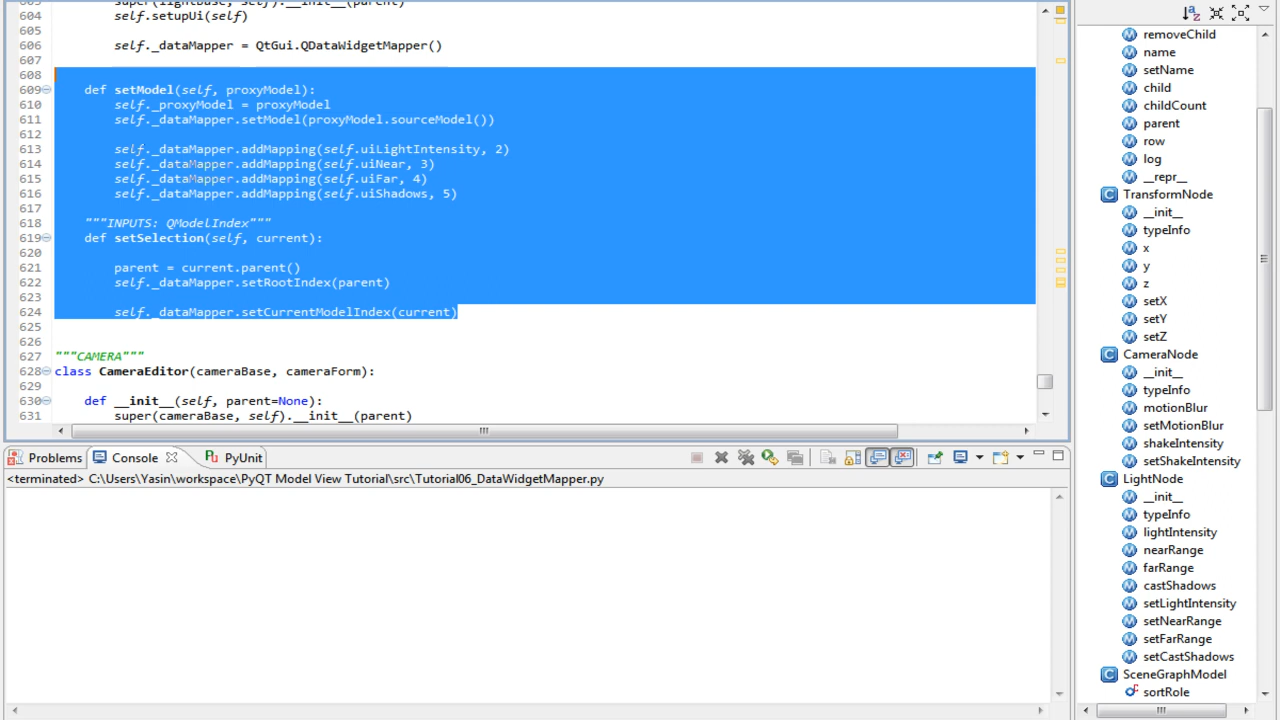 603 super(lightBase, self).__init__(parent)
604 self.setupUi(self)
605
606 self._dataMapper = QtGui.QDataWidgetMapper()
607
608
609 def setModel(self, proxyModel):
610 self._proxyModel = proxyModel
611 self._dataMapper.setModel(proxyModel.sourceModel())
612
613 self._dataMapper.addMapping(self.uiLightIntensity, 2)
614 self._dataMapper.addMapping(self.uiNear, 3)
615 self._dataMapper.addMapping(self.uiFar, 4)
616 self._dataMapper.addMapping(self.uiShadows, 5)
617
618 """INPUTS: QModelIndex"""
619 def setSelection(self, current):
620
621 parent = current.parent()
622 self._dataMapper.setRootIndex(parent)
623
624 self._dataMapper.setCurrentModelIndex(current)
625
626
627 """CAMERA"""
628 class CameraEditor(cameraBase, cameraForm):
629
630 def __init__(self, parent=None):
631 super(cameraBase, self).__init__(parent)
Problems Console PyUnit
<terminated> C:\Users\Yasin\workspace\PyQT Model View Tutorial\src\Tutorial06_DataWidgetMapper.py
removeChild
name
setName
child
childCount
parent
row
log
__repr__
TransformNode
__init__
typeInfo
x
y
z
setX
setY
setZ
CameraNode
__init__
typeInfo
motionBlur
setMotionBlur
shakeIntensity
setShakeIntensity
LightNode
__init__
typeInfo
lightIntensity
nearRange
farRange
castShadows
setLightIntensity
setNearRange
setFarRange
setCastShadows
SceneGraphModel
sortRole